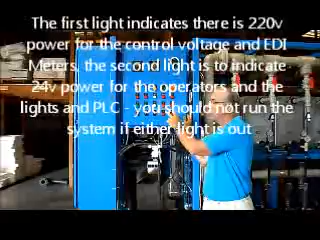 The first light indicates there is 220v
power for the control voltage and EDI
Meters, the second light is to indicate
24v power for the operators and the
lights and PLC - you should not run the
system if either light is out